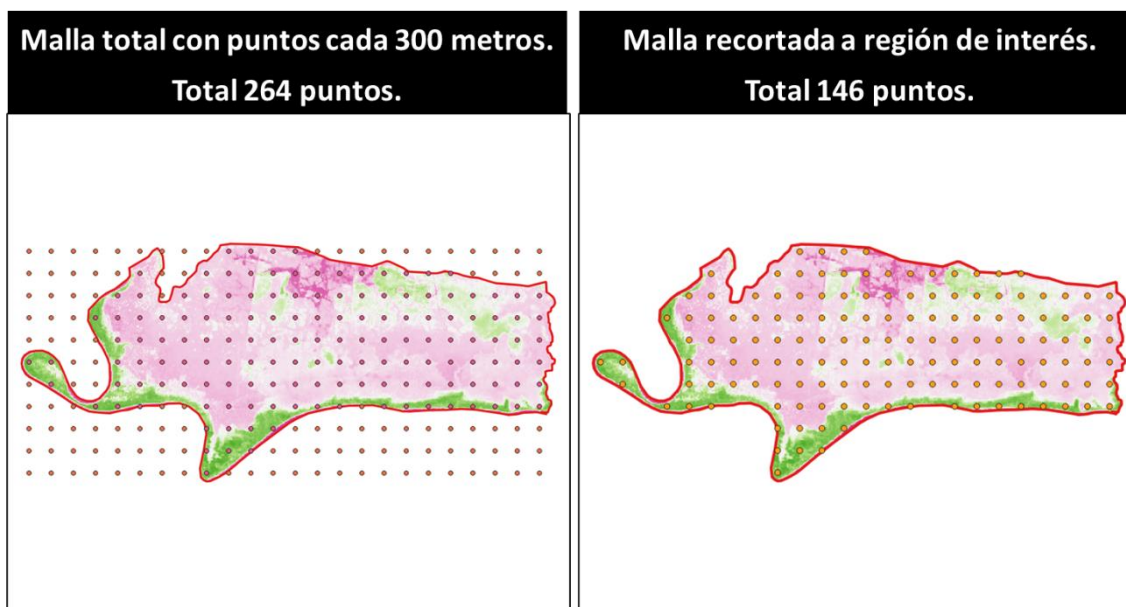 Malla total con puntos cada 300 metros.
Total 264 puntos.
Malla recortada a región de interés.
Total 146 puntos.